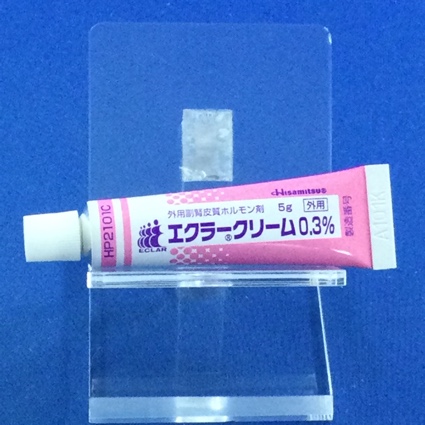 Hisamitsu®
外用副腎皮質ホルモン剤 5g 外用
エクラー®クリーム0.3%
ECLAR
HP2101C
製造番号